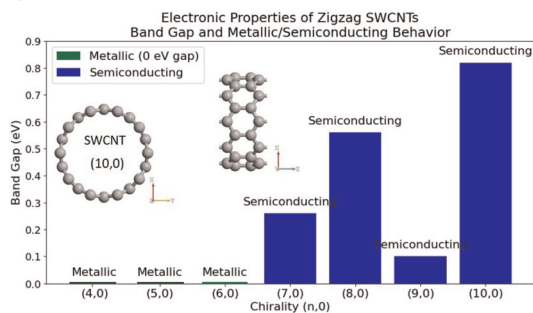 Electronic Properties of Zigzag SWCNTs
Band Gap and Metallic/Semiconducting Behavior
Metallic (0 eV gap)
Semiconducting
SWCNT
(10,0)
Semiconducting
Semiconducting
Semiconducting
Semiconducting
Metallic
Metallic
Metallic
Band Gap (eV)
0.9
0.8
0.7
0.6
0.5
0.4
0.3
0.2
0.1
0.0
(4,0) (5,0) (6,0) (7,0) (8,0) (9,0) (10,0)
Chirality (n,0)